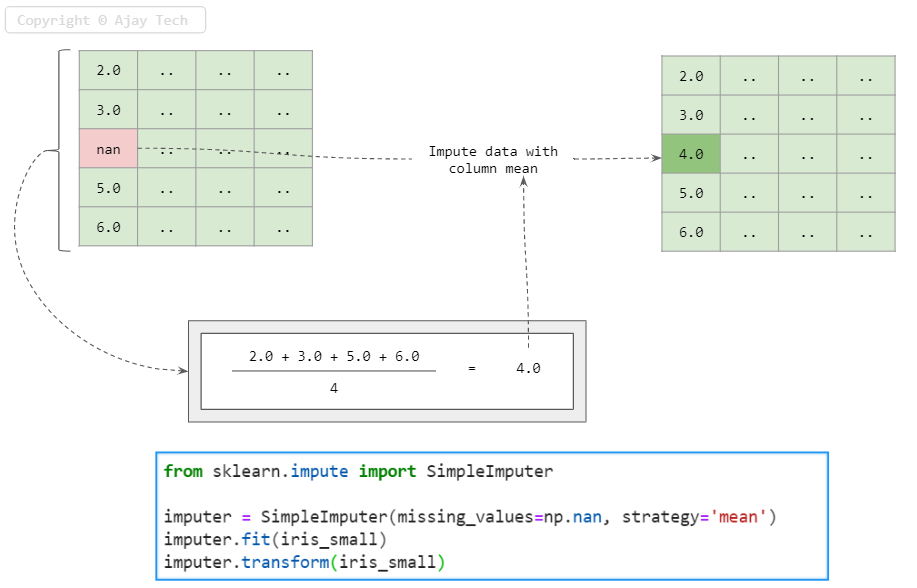 Copyright © Ajay Tech
2.0 .. .. ..
3.0 .. .. ..
nan .. .. ..
5.0 .. .. ..
6.0 .. .. ..
Impute data with
column mean
2.0 .. .. ..
3.0 .. .. ..
4.0 .. .. ..
5.0 .. .. ..
6.0 .. .. ..
2.0 + 3.0 + 5.0 + 6.0
4
= 4.0
from sklearn.impute import SimpleImputer
imputer = SimpleImputer(missing_values=np.nan, strategy='mean')
imputer.fit(iris_small)
imputer.transform(iris_small)